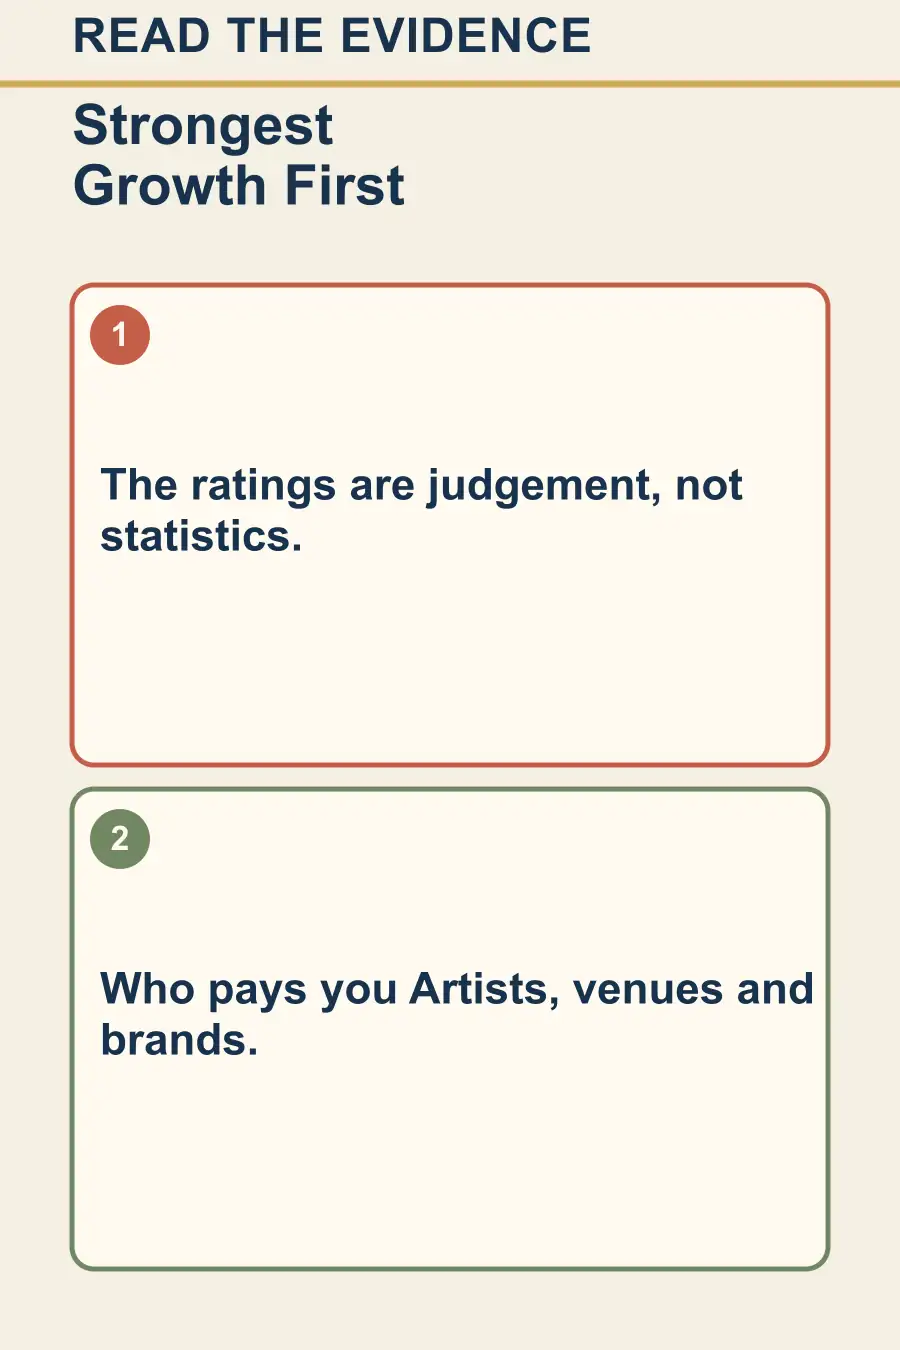 READ THE EVIDENCE
Strongest
Growth First
1
The ratings are judgement, not
statistics.
2
Who pays you Artists, venues and
brands.